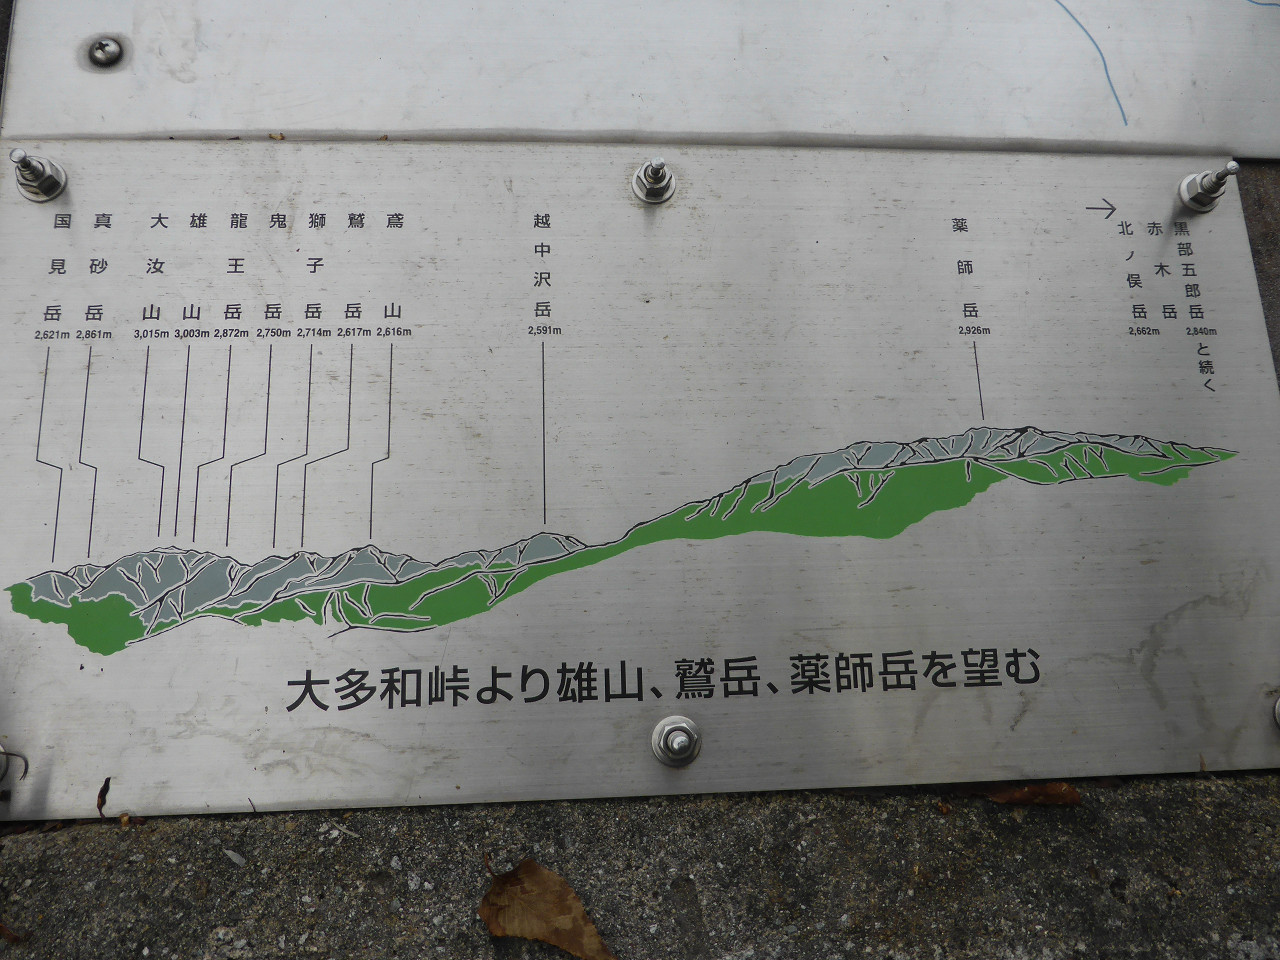 国見岳
2,621m
真砂岳
2,861m
大汝山
3,015m
雄山
3,003m
龍王岳
2,872m
鬼岳
2,750m
獅子岳
2,714m
鷲岳
2,617m
鳶山
2,616m
越中沢岳
2,591m
薬師岳
2,926m
→
北ノ俣岳
2,662m
赤木岳
黒部五郎岳
2,840m
と続く
大多和峠より雄山、鷲岳、薬師岳を望む